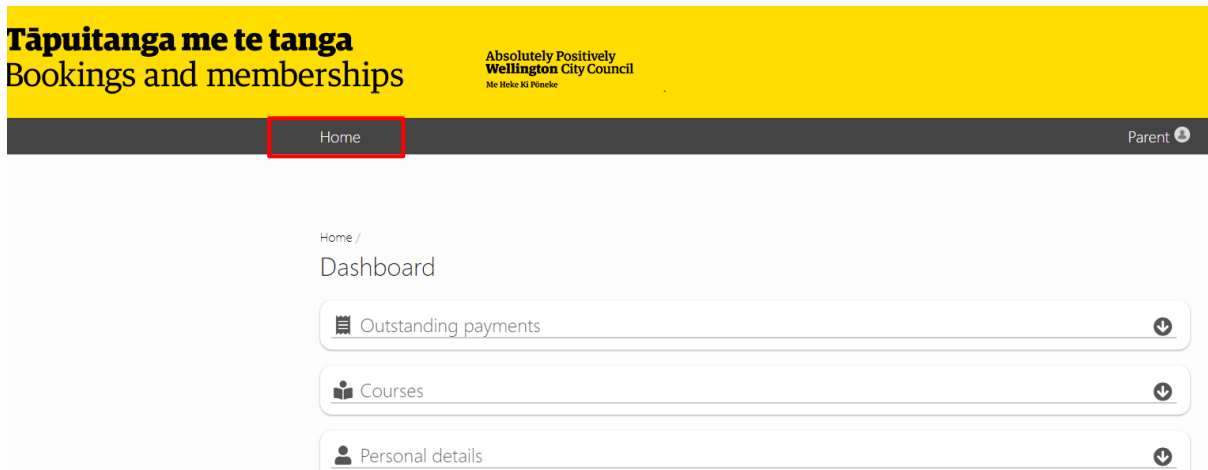 Tāpuitanga me te tanga
Bookings and memberships
Absolutely Positively
Wellington City Council
Me Heke Ki Pōneke
Home
Parent
Home /
Dashboard
Outstanding payments
Courses
Personal details